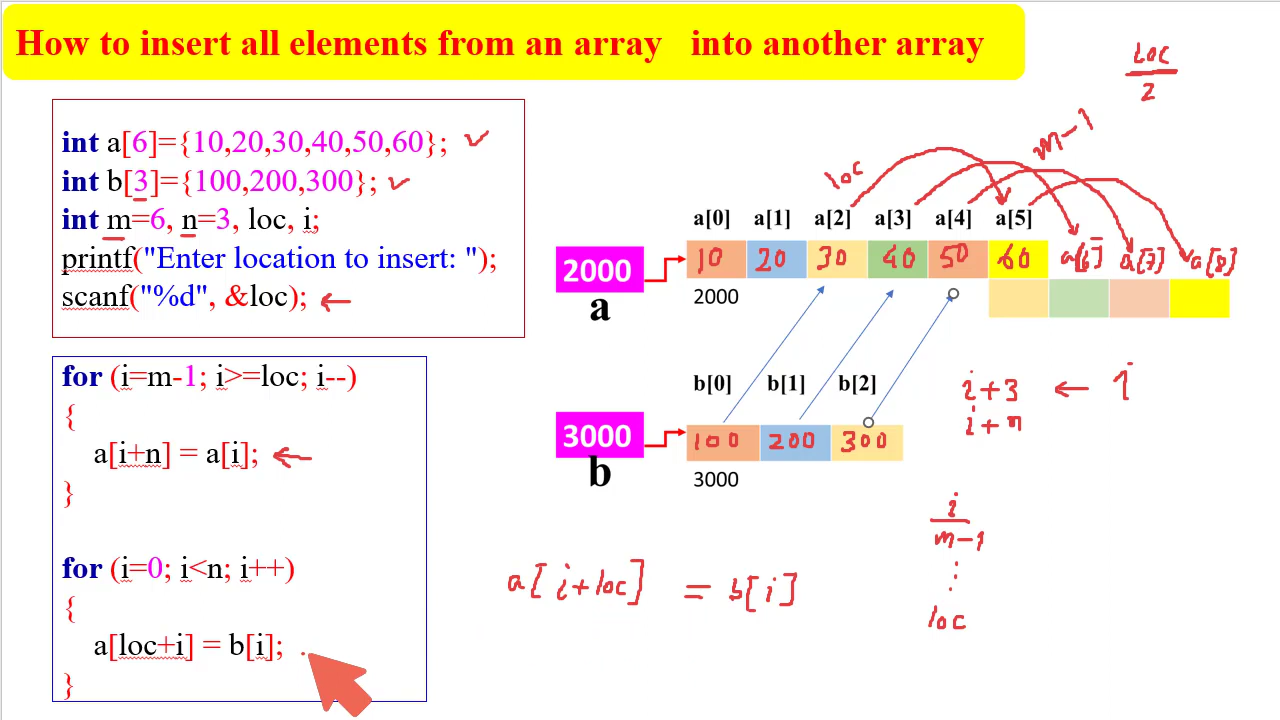 How to insert all elements from an array into another array
int a[6]={10,20,30,40,50,60};
int b[3]={100,200,300};
int m=6, n=3, loc, i;
printf("Enter location to insert: ");
scanf("%d", &loc);
for (i=m-1; i>=loc; i--)
{
a[i+n] = a[i];
}
for (i=0; i<n; i++)
{
a[loc+i] = b[i];
}
loc
2
m-1
loc
a[0] a[1] a[2] a[3] a[4] a[5]
2000
10 20 30 40 50 60 a[6] a[7] a[8]
a
2000
b[0] b[1] b[2]
3000
100 200 300
b
3000
i+3 ← i
i+n
i
m-1
⋮
loc
a[i+loc] = b[i]